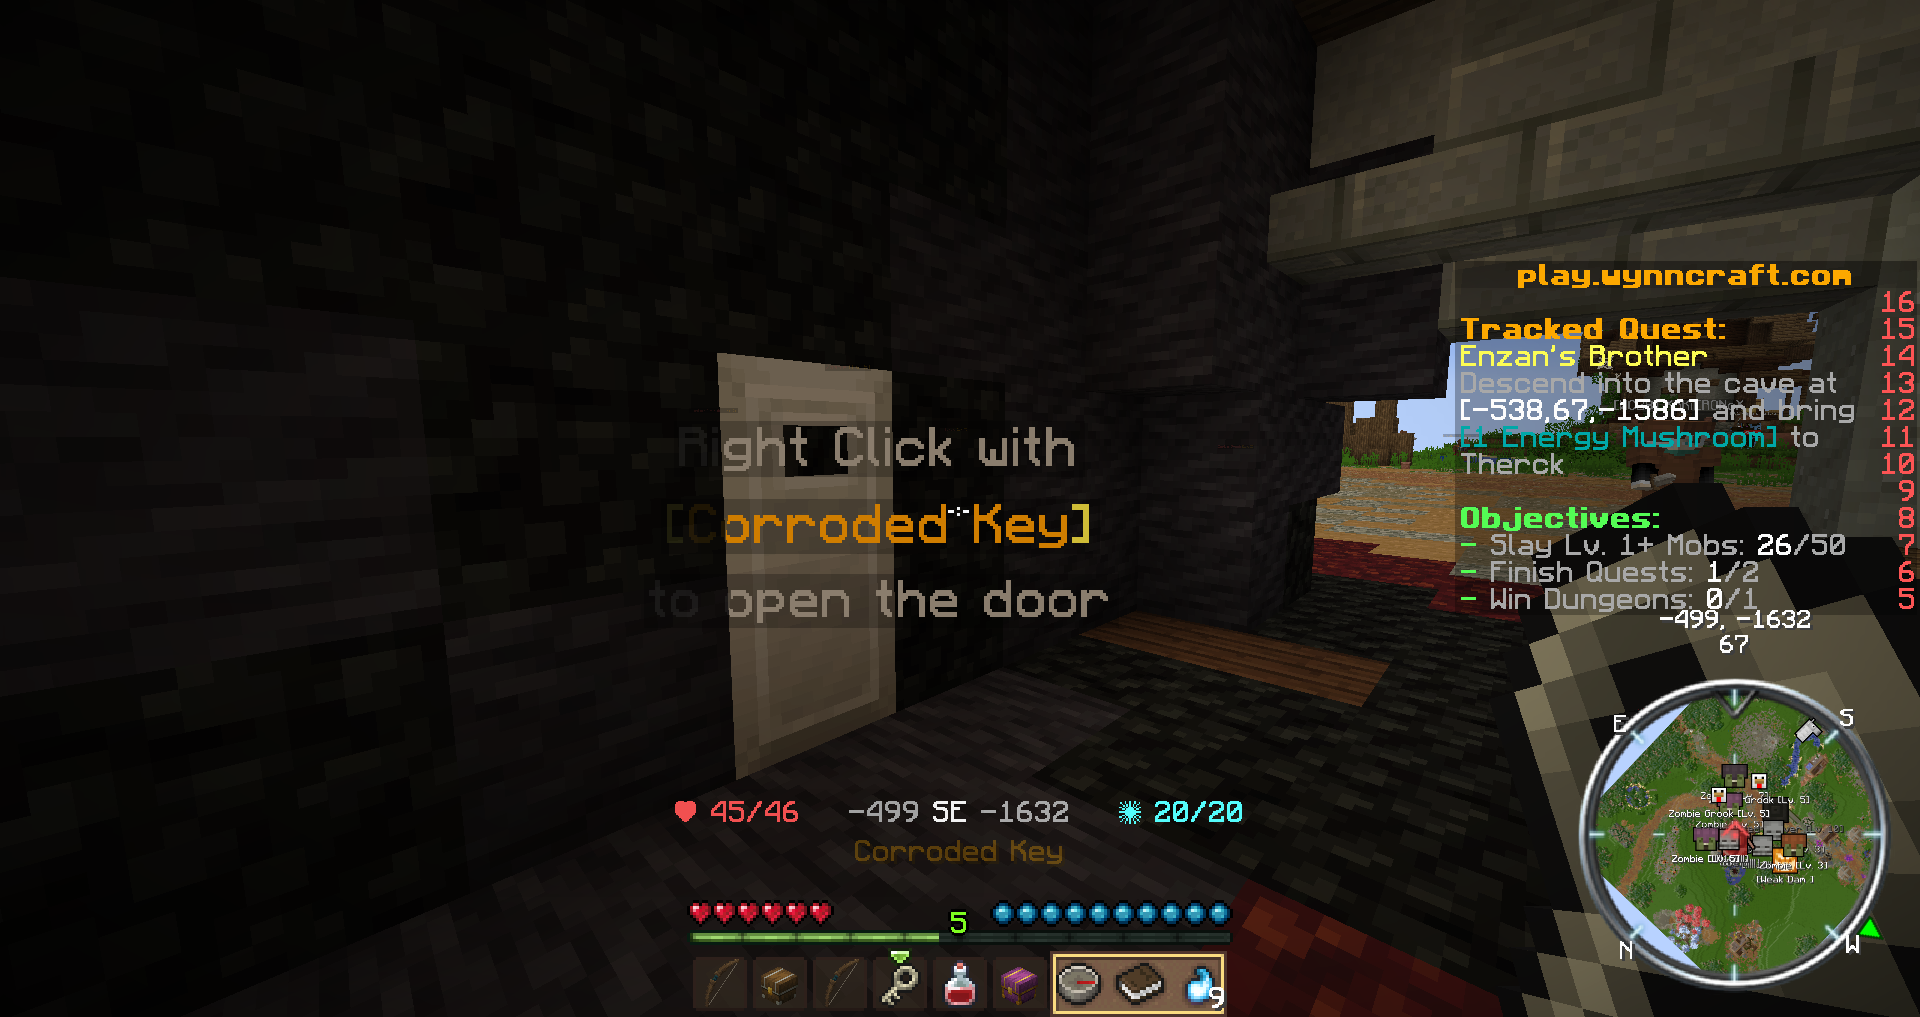 play.wynncraft.com
16
Tracked Quest:
15
Enzan's Brother
14
Descend into the cave at
13
[-538,67,-1586] and bring
12
[1 Energy Mushroom] to
11
Therck
10
9
Objectives:
8
- Slay Lv. 1+ Mobs: 26/50
7
- Finish Quests: 1/2
6
- Win Dungeons: 0/1
5
-499, -1632
67
Right Click with
[Corroded Key]
to open the door
E
S
Grook [Lv. 5]
Zombie Grook [Lv. 5]
Zombie
Zombie [Lv. 3]
[Weak Dam.]
N
W
45/46
-499 SE -1632
20/20
Corroded Key
5
9